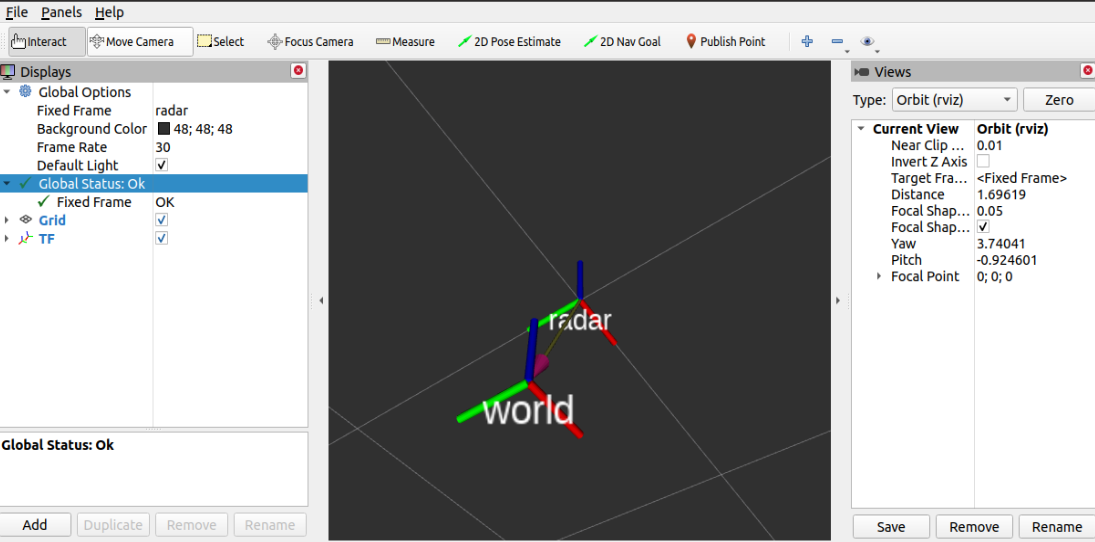 File Panels Help
Interact Move Camera Select Focus Camera Measure 2D Pose Estimate 2D Nav Goal Publish Point
Displays
Global Options
Fixed Frame radar
Background Color 48; 48; 48
Frame Rate 30
Default Light
Global Status: Ok
Fixed Frame OK
Grid
TF
Global Status: Ok
Add Duplicate Remove Rename
radar
world
Views
Type: Orbit (rviz) Zero
Current View Orbit (rviz)
Near Clip ... 0.01
Invert Z Axis
Target Fra... <Fixed Frame>
Distance 1.69619
Focal Shap... 0.05
Focal Shap...
Yaw 3.74041
Pitch -0.924601
Focal Point 0; 0; 0
Save Remove Rename